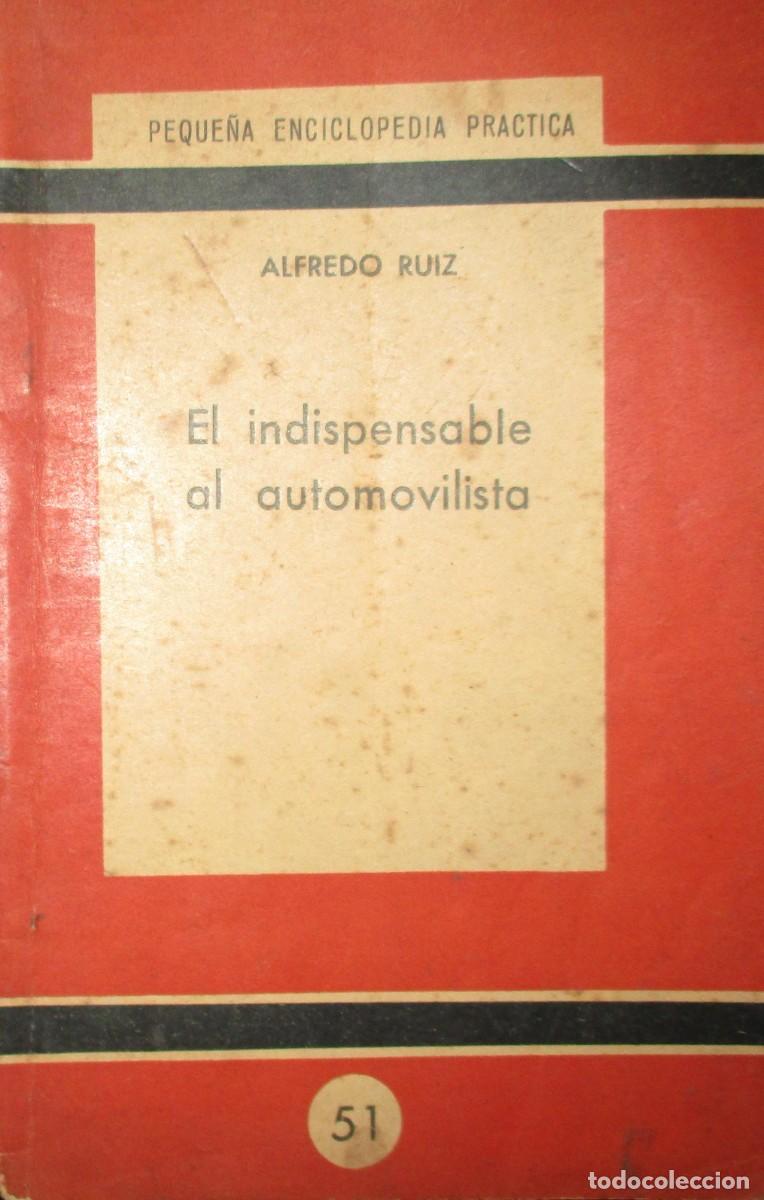 PEQUEÑA ENCICLOPEDIA PRACTICA
ALFREDO RUIZ
El indispensable
al automovilista
51
todocoleccion